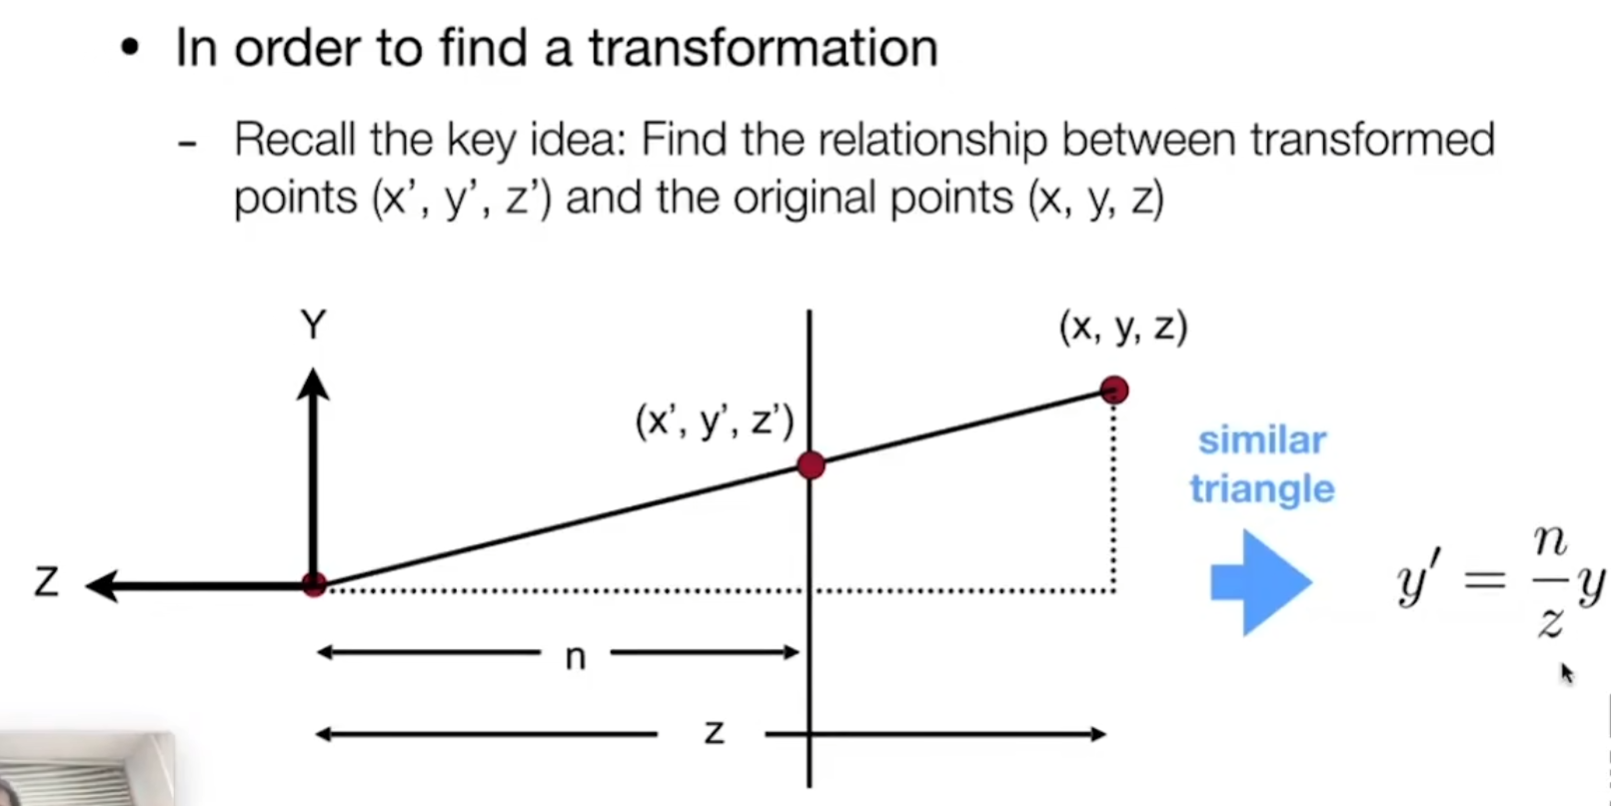 • In order to find a transformation
- Recall the key idea: Find the relationship between transformed
points (x’, y’, z’) and the original points (x, y, z)
Y
(x, y, z)
(x’, y’, z’)
similar
triangle
Z
y′ = n/z y
n
z